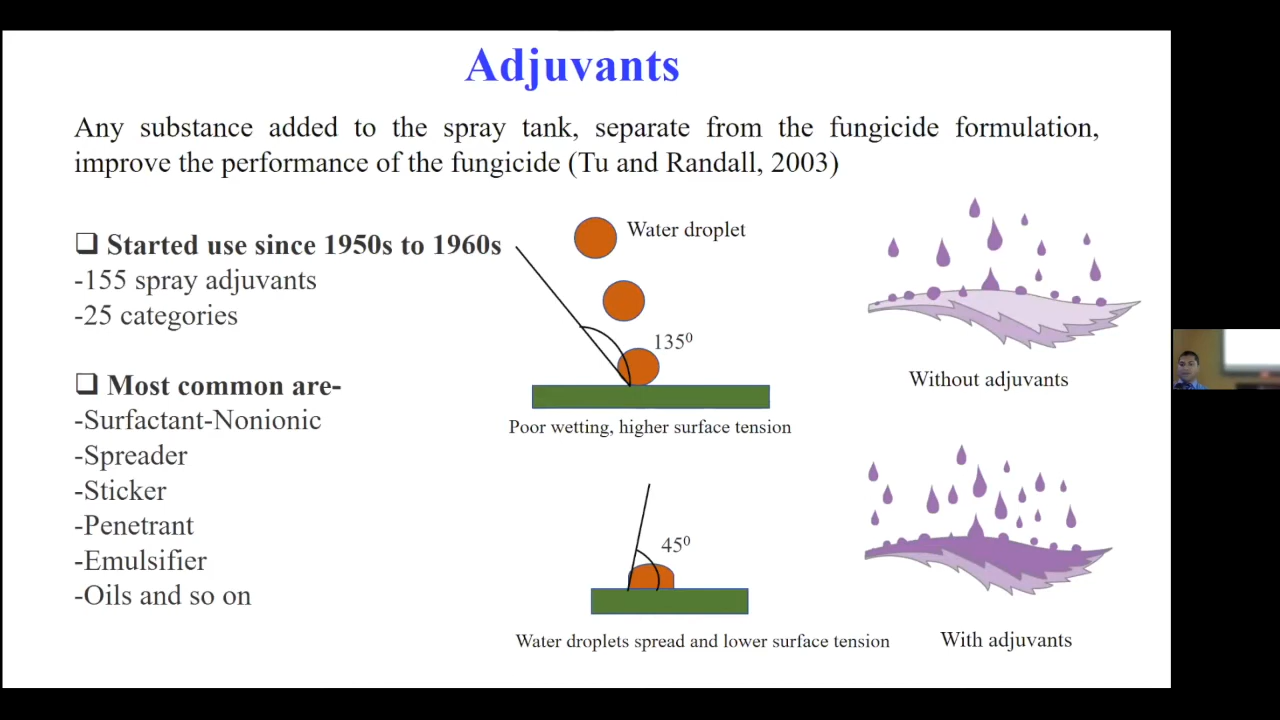 Adjuvants
Any substance added to the spray tank, separate from the fungicide formulation,
improve the performance of the fungicide (Tu and Randall, 2003)
❑ Started use since 1950s to 1960s
-155 spray adjuvants
-25 categories
❑ Most common are-
-Surfactant-Nonionic
-Spreader
-Sticker
-Penetrant
-Emulsifier
-Oils and so on
Water droplet
135⁰
Poor wetting, higher surface tension
45⁰
Water droplets spread and lower surface tension
Without adjuvants
With adjuvants